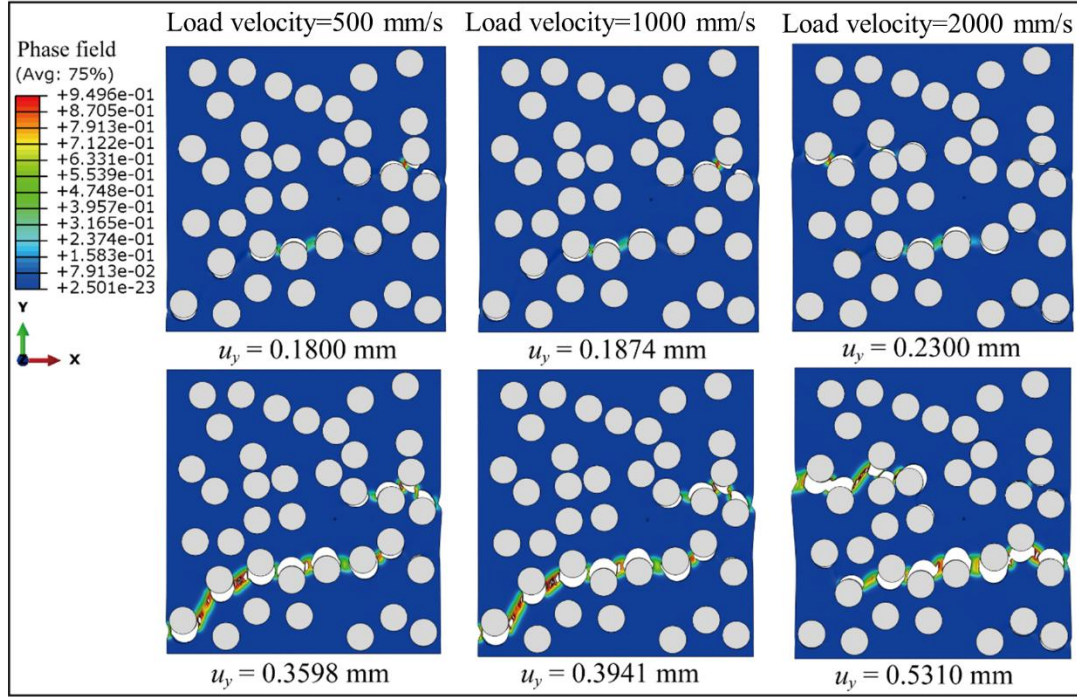 Load velocity=500 mm/s
Load velocity=1000 mm/s
Load velocity=2000 mm/s
Phase field
(Avg: 75%)
+9.496e-01
+8.705e-01
+7.913e-01
+7.122e-01
+6.331e-01
+5.539e-01
+4.748e-01
+3.957e-01
+3.165e-01
+2.374e-01
+1.583e-01
+7.913e-02
+2.501e-23
Y
Z
X
u_y = 0.1800 mm
u_y = 0.1874 mm
u_y = 0.2300 mm
u_y = 0.3598 mm
u_y = 0.3941 mm
u_y = 0.5310 mm